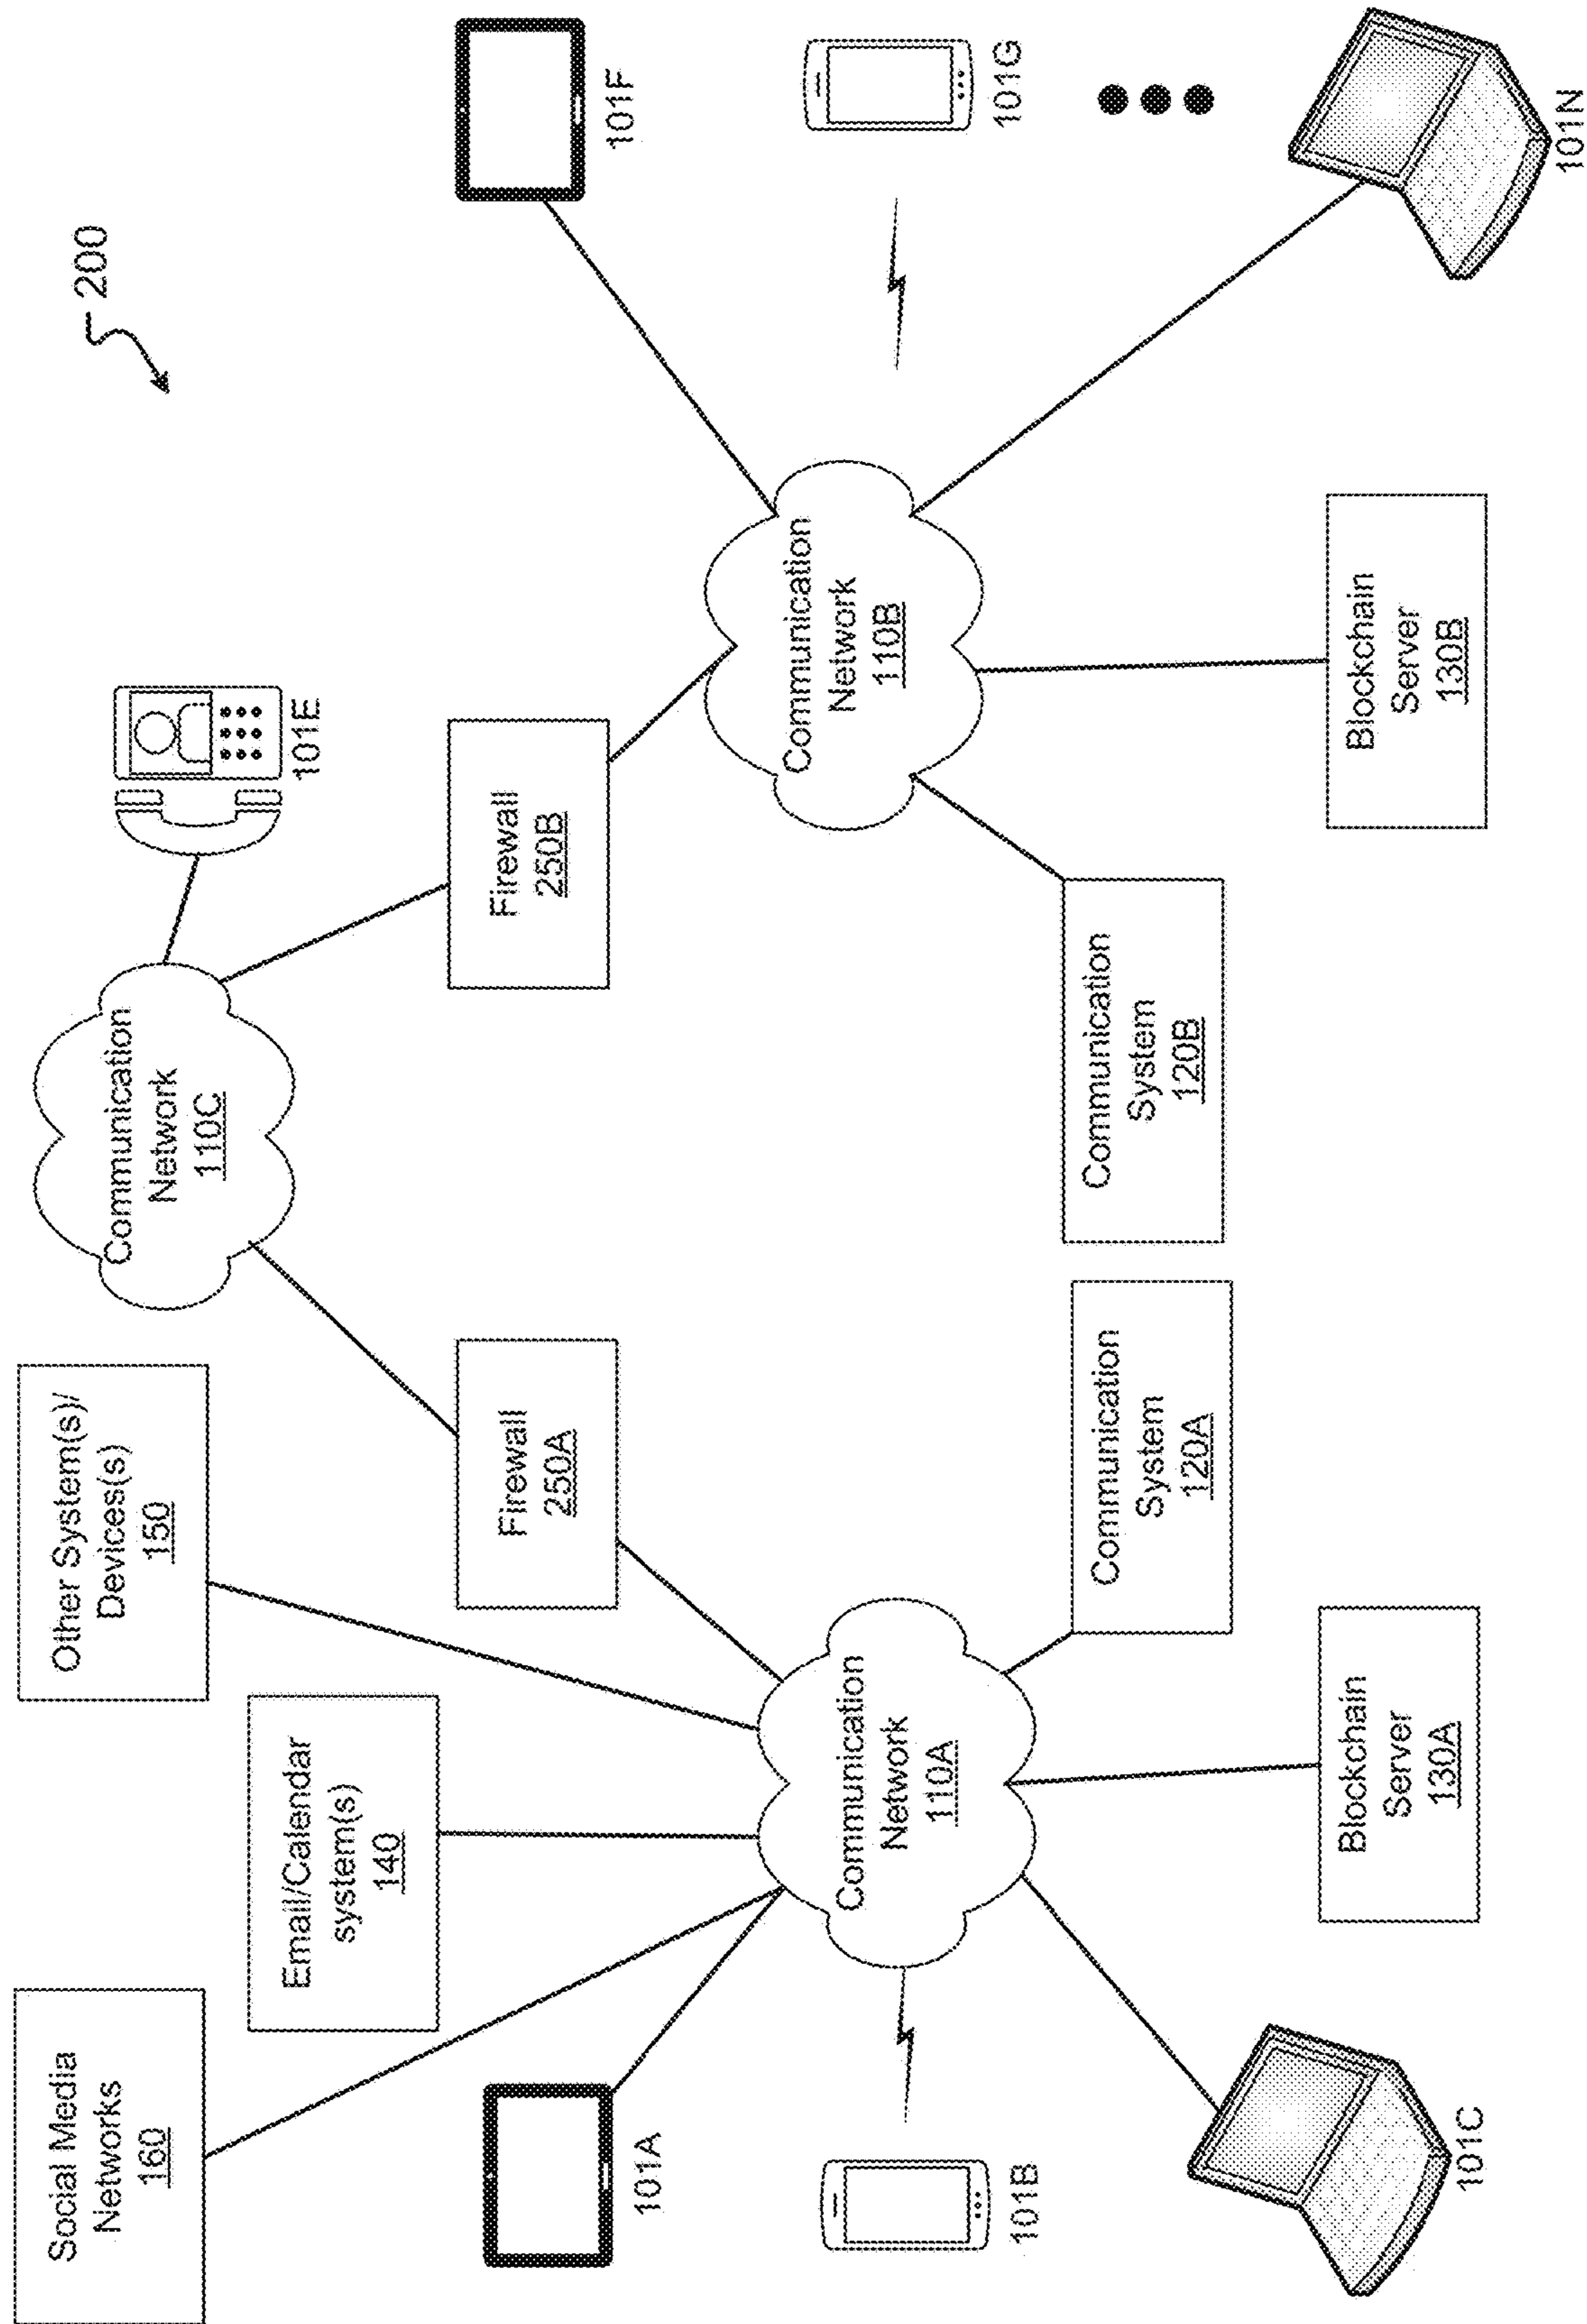 200
Social Media
Networks
160
Other System(s)/
Devices(s)
150
Communication
Network
110C
101E
Email/Calendar
system(s)
140
Firewall
250A
Firewall
250B
101F
101A
Communication
Network
110A
Communication
Network
110B
101G
101B
Communication
System
120A
Communication
System
120B
Blockchain
Server
130A
Blockchain
Server
130B
101C
101N